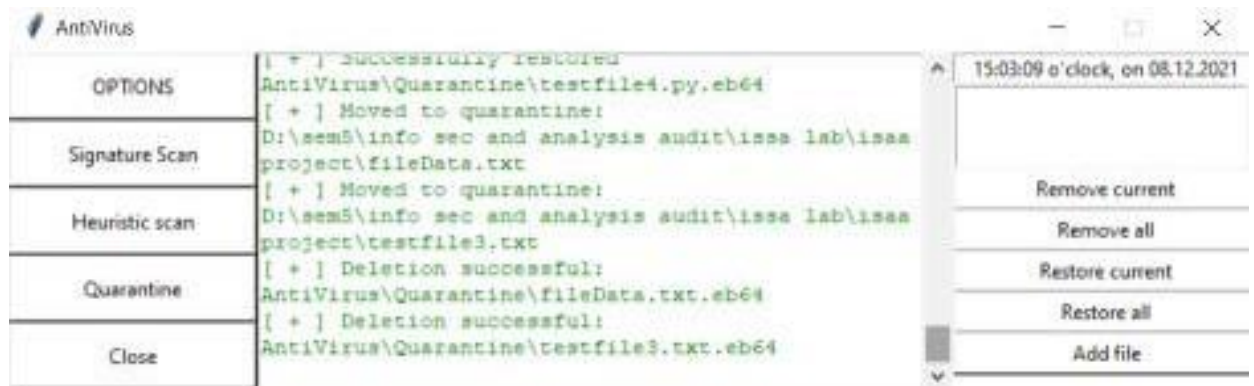 AntiVirus
OPTIONS
Signature Scan
Heuristic scan
Quarantine
Close
[ + ] Successfully restored
AntiVirus\Quarantine\testfile4.py.eb64
[ + ] Moved to quarantine:
D:\sem5\info sec and analysis audit\issa lab\isaa
project\fileData.txt
[ + ] Moved to quarantine:
D:\sem5\info sec and analysis audit\issa lab\isaa
project\testfile3.txt
[ + ] Deletion successful:
AntiVirus\Quarantine\fileData.txt.eb64
[ + ] Deletion successful:
AntiVirus\Quarantine\testfile3.txt.eb64
15:03:09 o'clock, on 08.12.2021
Remove current
Remove all
Restore current
Restore all
Add file